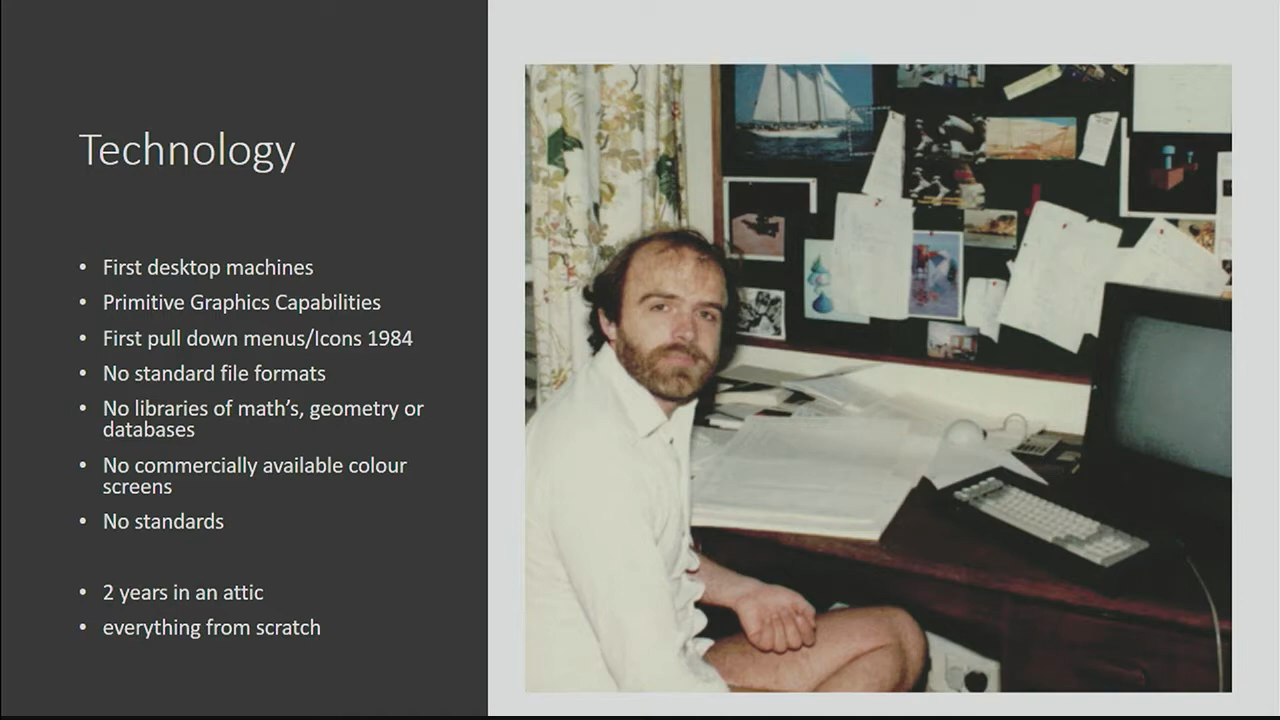 Technology
• First desktop machines
• Primitive Graphics Capabilities
• First pull down menus/Icons 1984
• No standard file formats
• No libraries of math's, geometry or
databases
• No commercially available colour
screens
• No standards
• 2 years in an attic
• everything from scratch